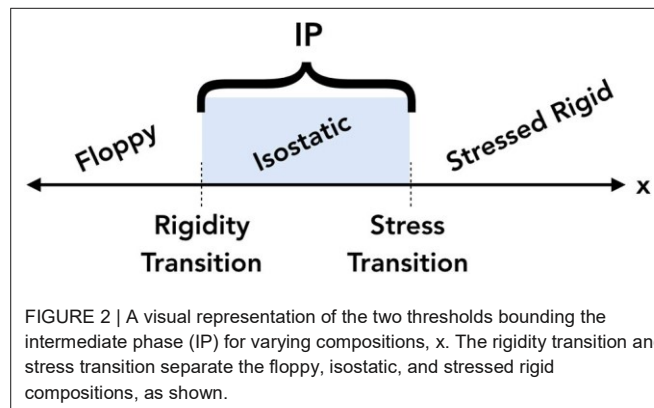 IP
Floppy
Isostatic
Stressed Rigid
x
Rigidity
Transition
Stress
Transition
FIGURE 2 | A visual representation of the two thresholds bounding the
intermediate phase (IP) for varying compositions, x. The rigidity transition an
stress transition separate the floppy, isostatic, and stressed rigid
compositions, as shown.